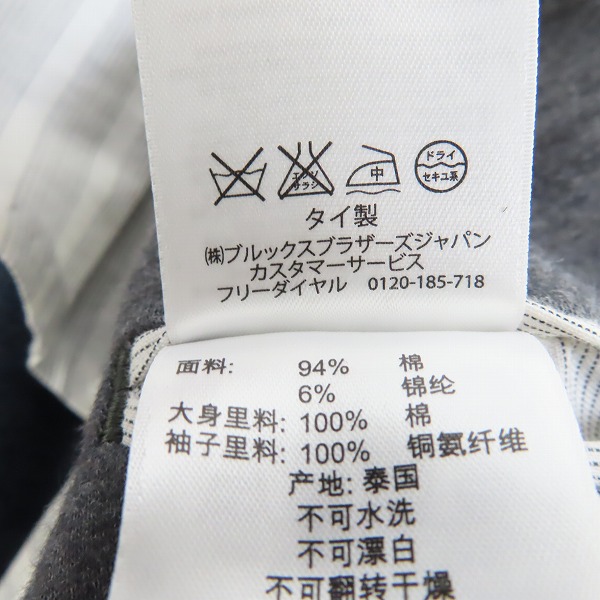 エンソ
サラシ
中
ドライ
セキユ系
タイ製
㈱ブルックスブラザーズジャパン
カスタマーサービス
フリーダイヤル 0120-185-718
面料: 94% 棉
6% 锦纶
大身里料: 100% 棉
袖子里料: 100% 铜氨纤维
产地: 泰国
不可水洗
不可漂白
不可翻转干燥